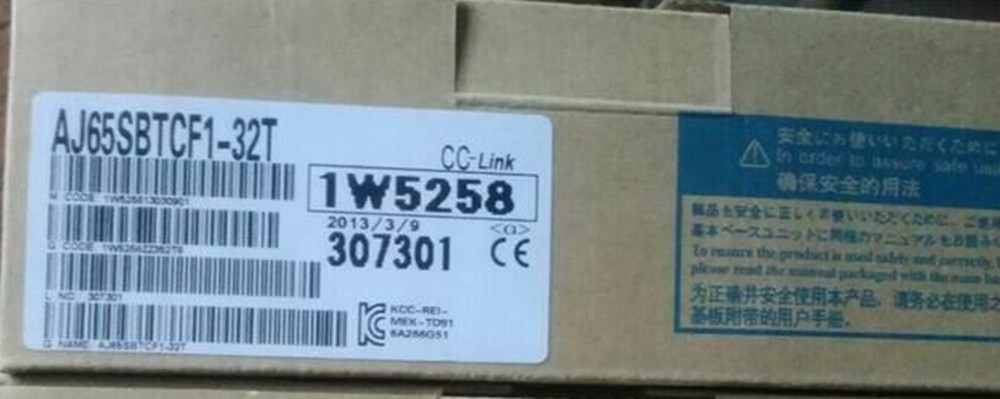 AJ65SBTCF1-32T
CC-Link
1W5258
M CODE
2013/3/9
<G>
G CODE
307301
CE
L NO 307301
KCC-REI-
MEK-TD91
G NAME AJ65SBTCF1-32T
安全にお使いいただくために
In order to assure safe use
确保安全的用法
製品を安全に正しくお使いいただくために、ご使
基本ベースユニットに同梱のマニュアルをお読み
To ensure the product is used safely and correctly,
please read the manual packaged with the main ba
为正确并安全使用本产品，请务必在使用之
基板附带的用户手册.